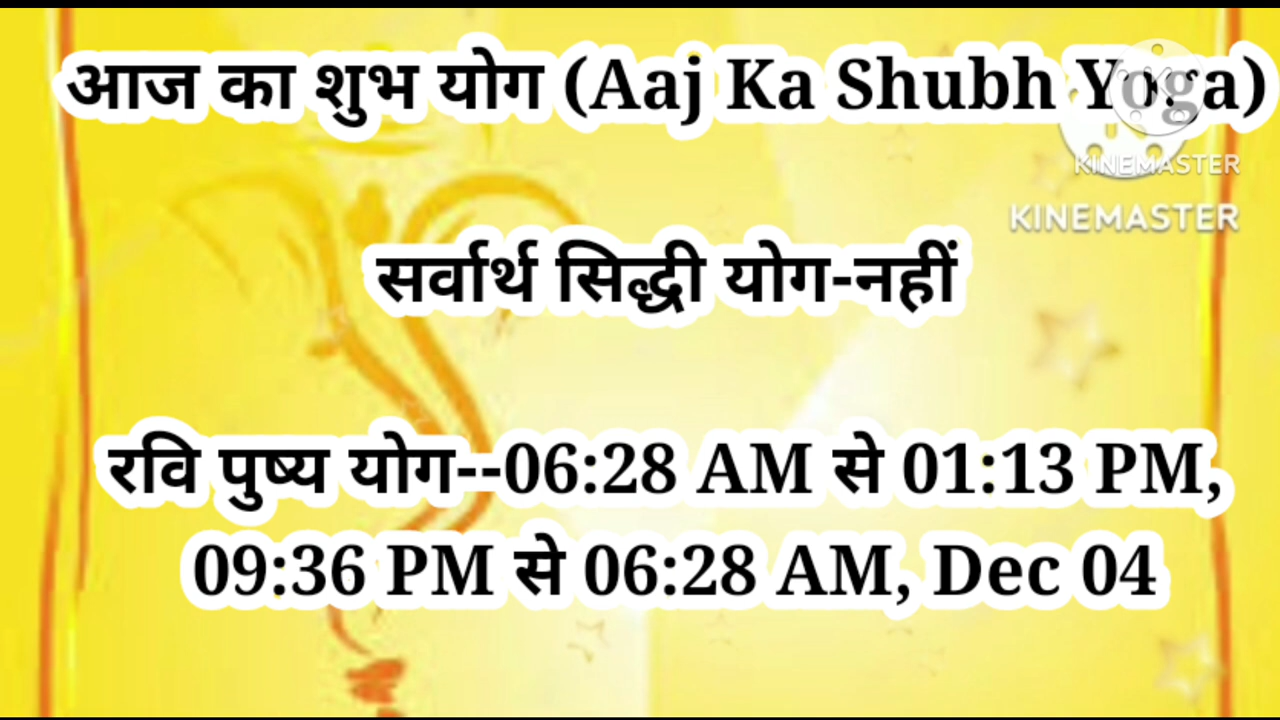 आज का शुभ योग (Aaj Ka Shubh Yoga)
KINEMASTER
KINEMASTER
सर्वार्थ सिद्धी योग-नहीं
रवि पुष्य योग--06:28 AM से 01:13 PM,
09:36 PM से 06:28 AM, Dec 04